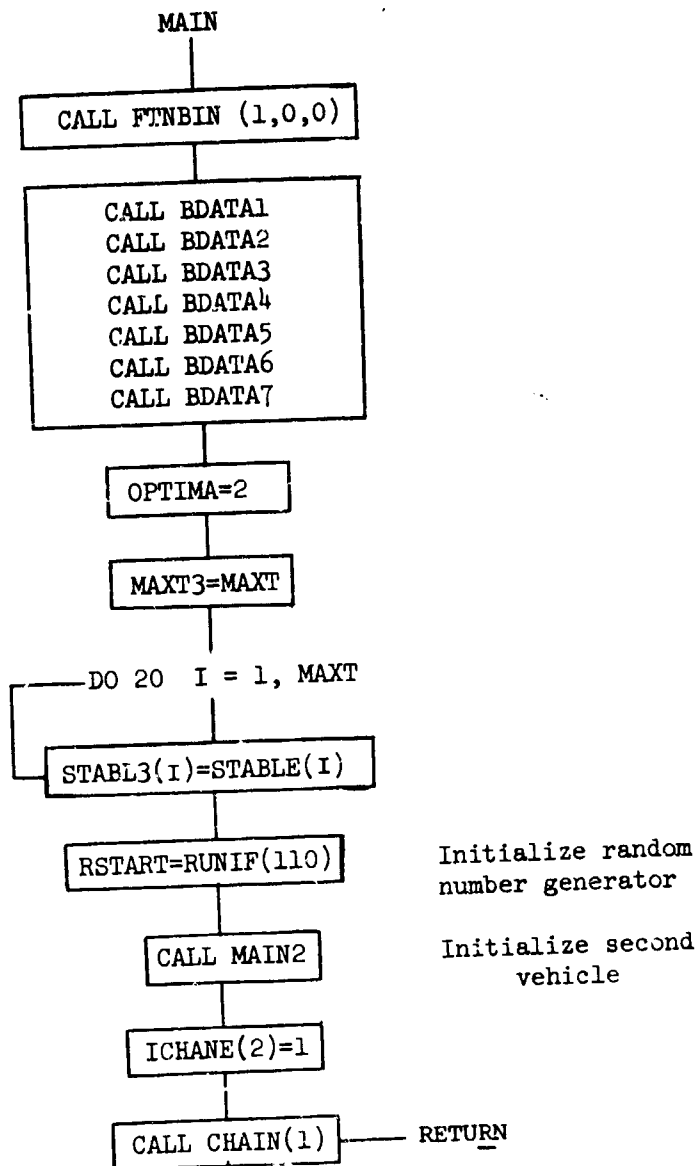 MAIN
CALL FTNBIN (1,0,0)
CALL BDATA1
CALL BDATA2
CALL BDATA3
CALL BDATA4
CALL BDATA5
CALL BDATA6
CALL BDATA7
OPTIMA=2
MAXT3=MAXT
DO 20 I = 1, MAXT
STABL3(I)=STABLE(I)
RSTART=RUNIF(110)
Initialize random
number generator
CALL MAIN2
Initialize second
vehicle
ICHANE(2)=1
CALL CHAIN(1)
RETURN